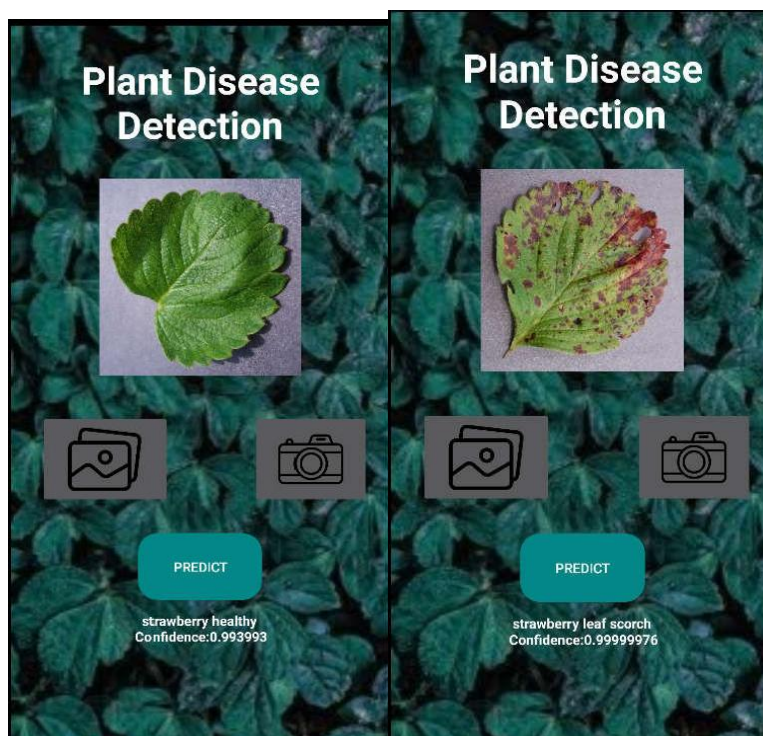 Plant Disease
Detection
PREDICT
strawberry healthy
Confidence:0.993993
Plant Disease
Detection
PREDICT
strawberry leaf scorch
Confidence:0.99999976